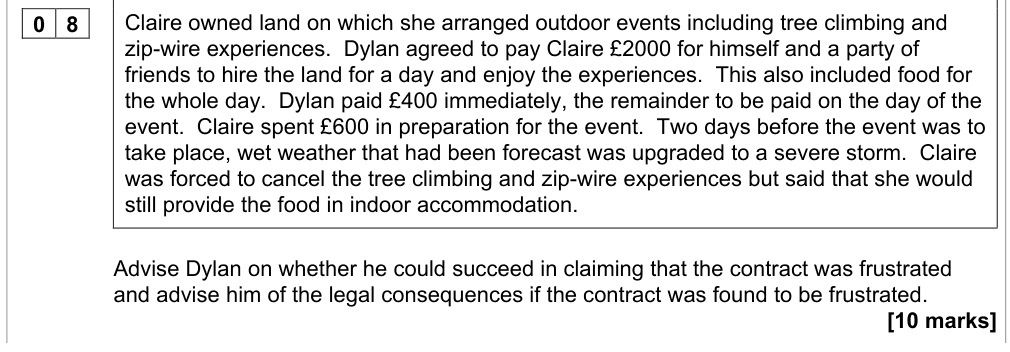 0 8
Claire owned land on which she arranged outdoor events including tree climbing and
zip-wire experiences. Dylan agreed to pay Claire £2000 for himself and a party of
friends to hire the land for a day and enjoy the experiences. This also included food for
the whole day. Dylan paid £400 immediately, the remainder to be paid on the day of the
event. Claire spent £600 in preparation for the event. Two days before the event was to
take place, wet weather that had been forecast was upgraded to a severe storm. Claire
was forced to cancel the tree climbing and zip-wire experiences but said that she would
still provide the food in indoor accommodation.
Advise Dylan on whether he could succeed in claiming that the contract was frustrated
and advise him of the legal consequences if the contract was found to be frustrated.
[10 marks]